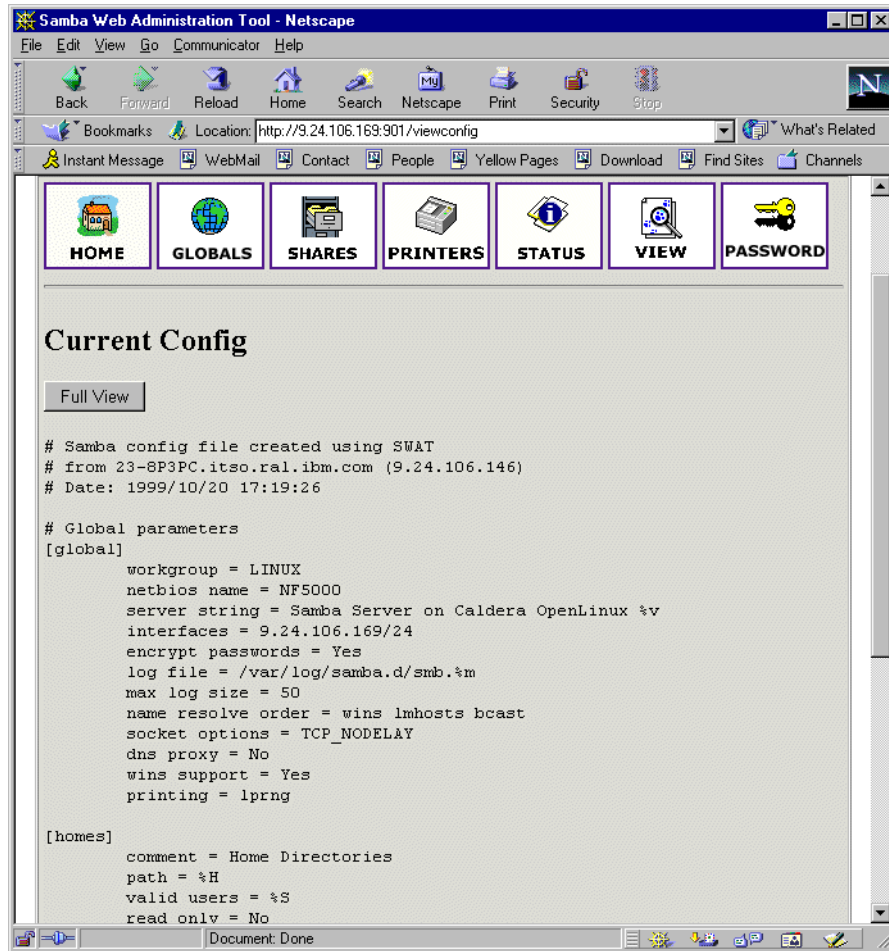 Samba Web Administration Tool - Netscape
File Edit View Go Communicator Help
Back Forward Reload Home Search Netscape Print Security Stop
My
N
Bookmarks Location: http://9.24.106.169:901/viewconfig What's Related
Instant Message WebMail Contact People Yellow Pages Download Find Sites Channels
HOME GLOBALS SHARES PRINTERS STATUS VIEW PASSWORD
Current Config
Full View
# Samba config file created using SWAT
# from 23-8P3PC.itso.ral.ibm.com (9.24.106.146)
# Date: 1999/10/20 17:19:26
# Global parameters
[global]
workgroup = LINUX
netbios name = NF5000
server string = Samba Server on Caldera OpenLinux %v
interfaces = 9.24.106.169/24
encrypt passwords = Yes
log file = /var/log/samba.d/smb.%m
max log size = 50
name resolve order = wins lmhosts bcast
socket options = TCP_NODELAY
dns proxy = No
wins support = Yes
printing = lprng
[homes]
comment = Home Directories
path = %H
valid users = %S
read only = No
Document: Done